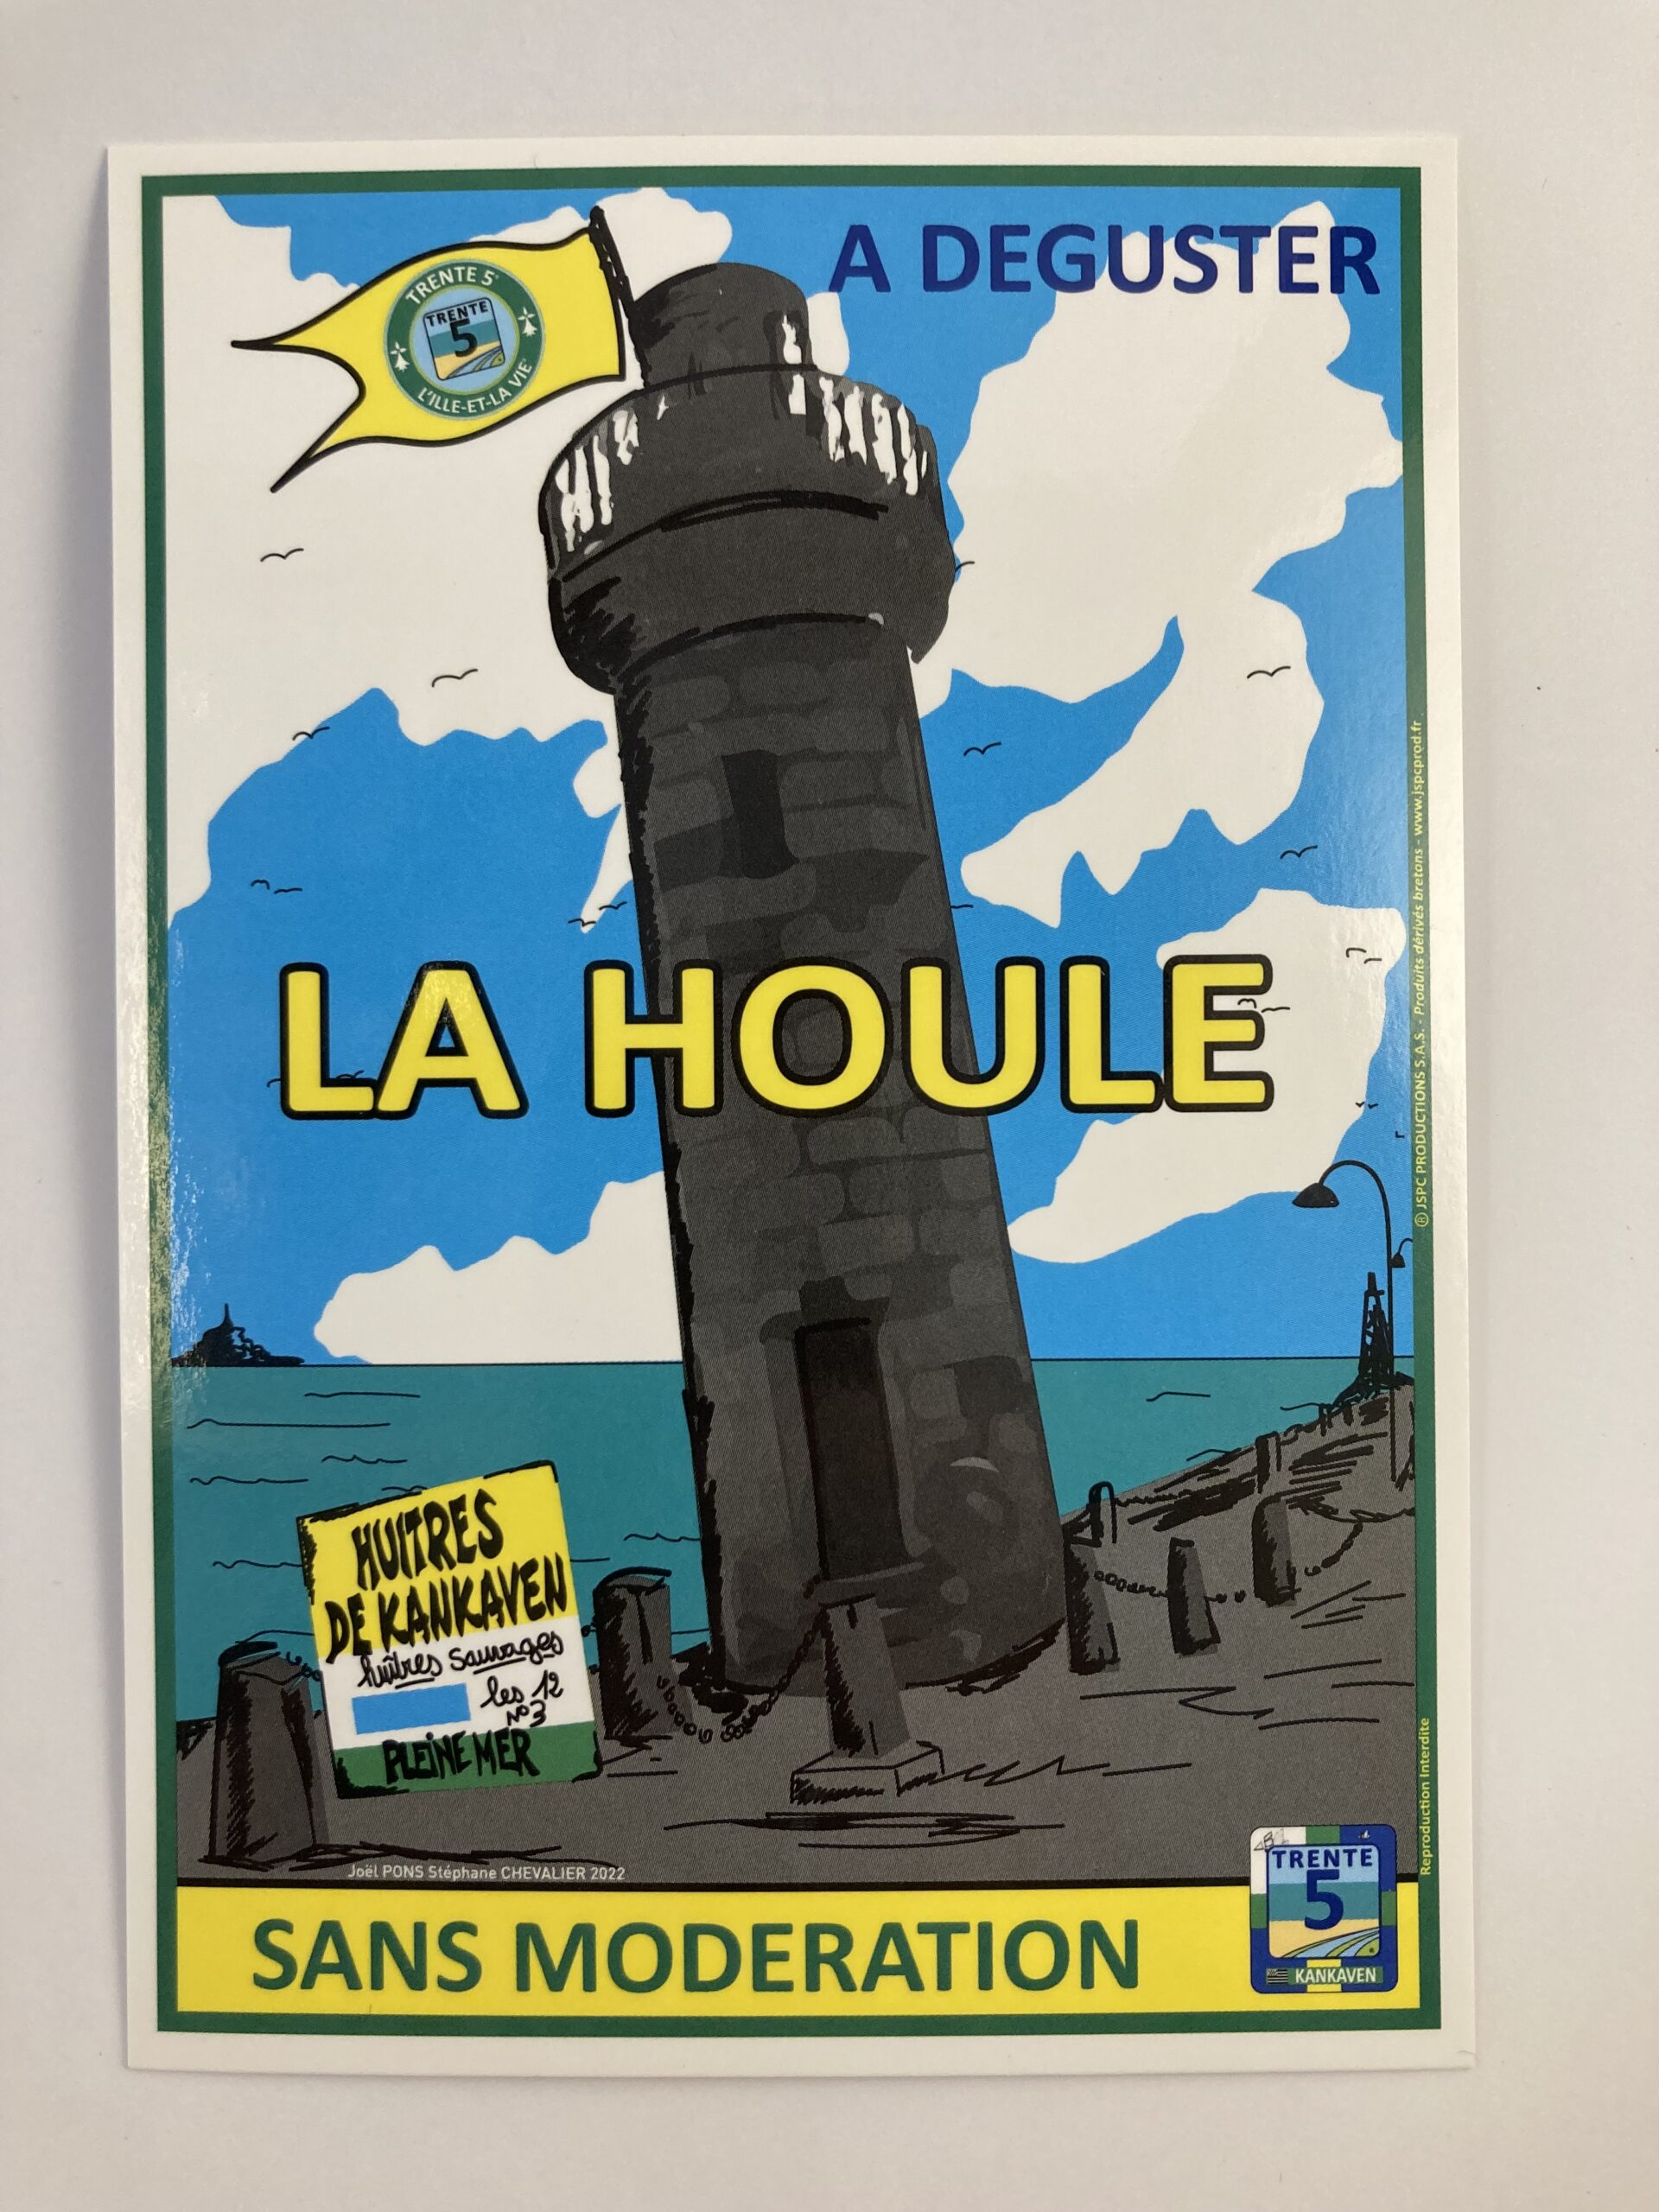 A DEGUSTER
TRENTE 5
TRENTE
5
L'ILLE-ET-LA VIE
LA HOULE
HUITRES
DE KANKAVEN
huîtres sauvages
les 12
N°3
PLEINE MER
Joël PONS Stéphane CHEVALIER 2022
SANS MODERATION
TRENTE
5
KANKAVEN
® JSPC PRODUCTIONS S.A.S. - Produits dérivés bretons - www.jspcprod.fr
Reproduction Interdite